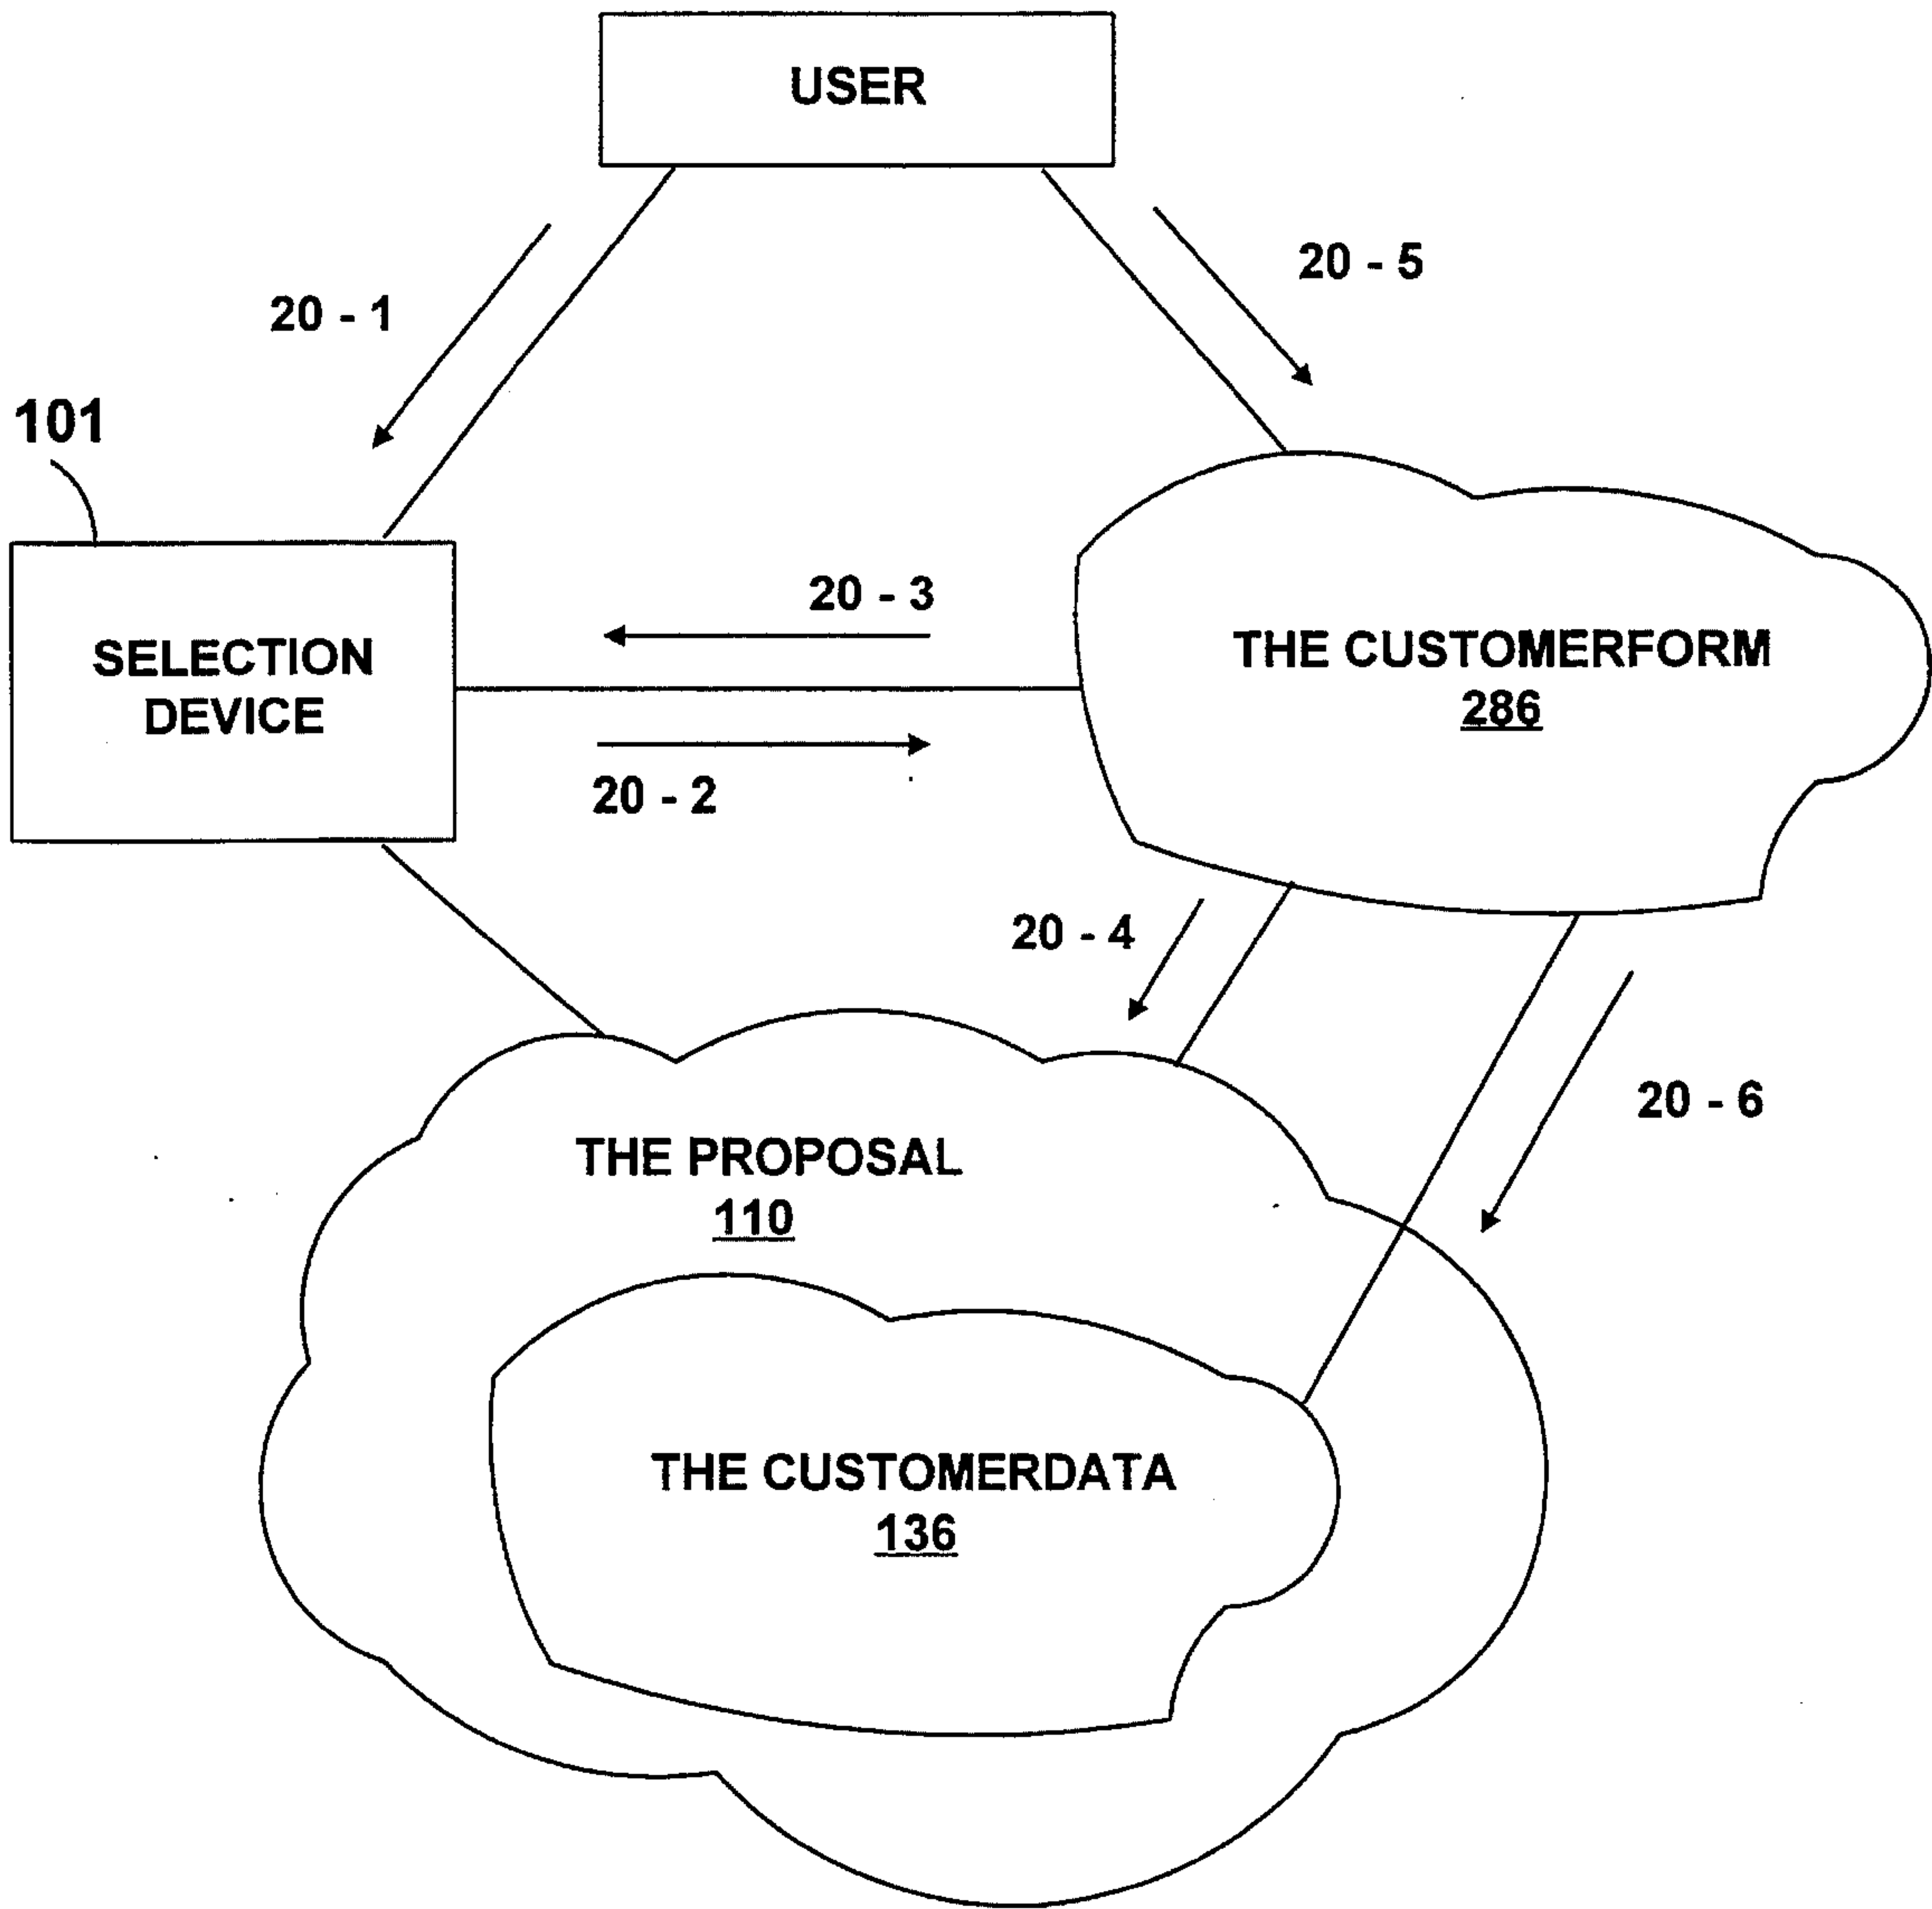 USER
20 - 1
20 - 5
101
SELECTION
DEVICE
20 - 3
20 - 2
THE CUSTOMERFORM
286
20 - 4
20 - 6
THE PROPOSAL
110
THE CUSTOMERDATA
136